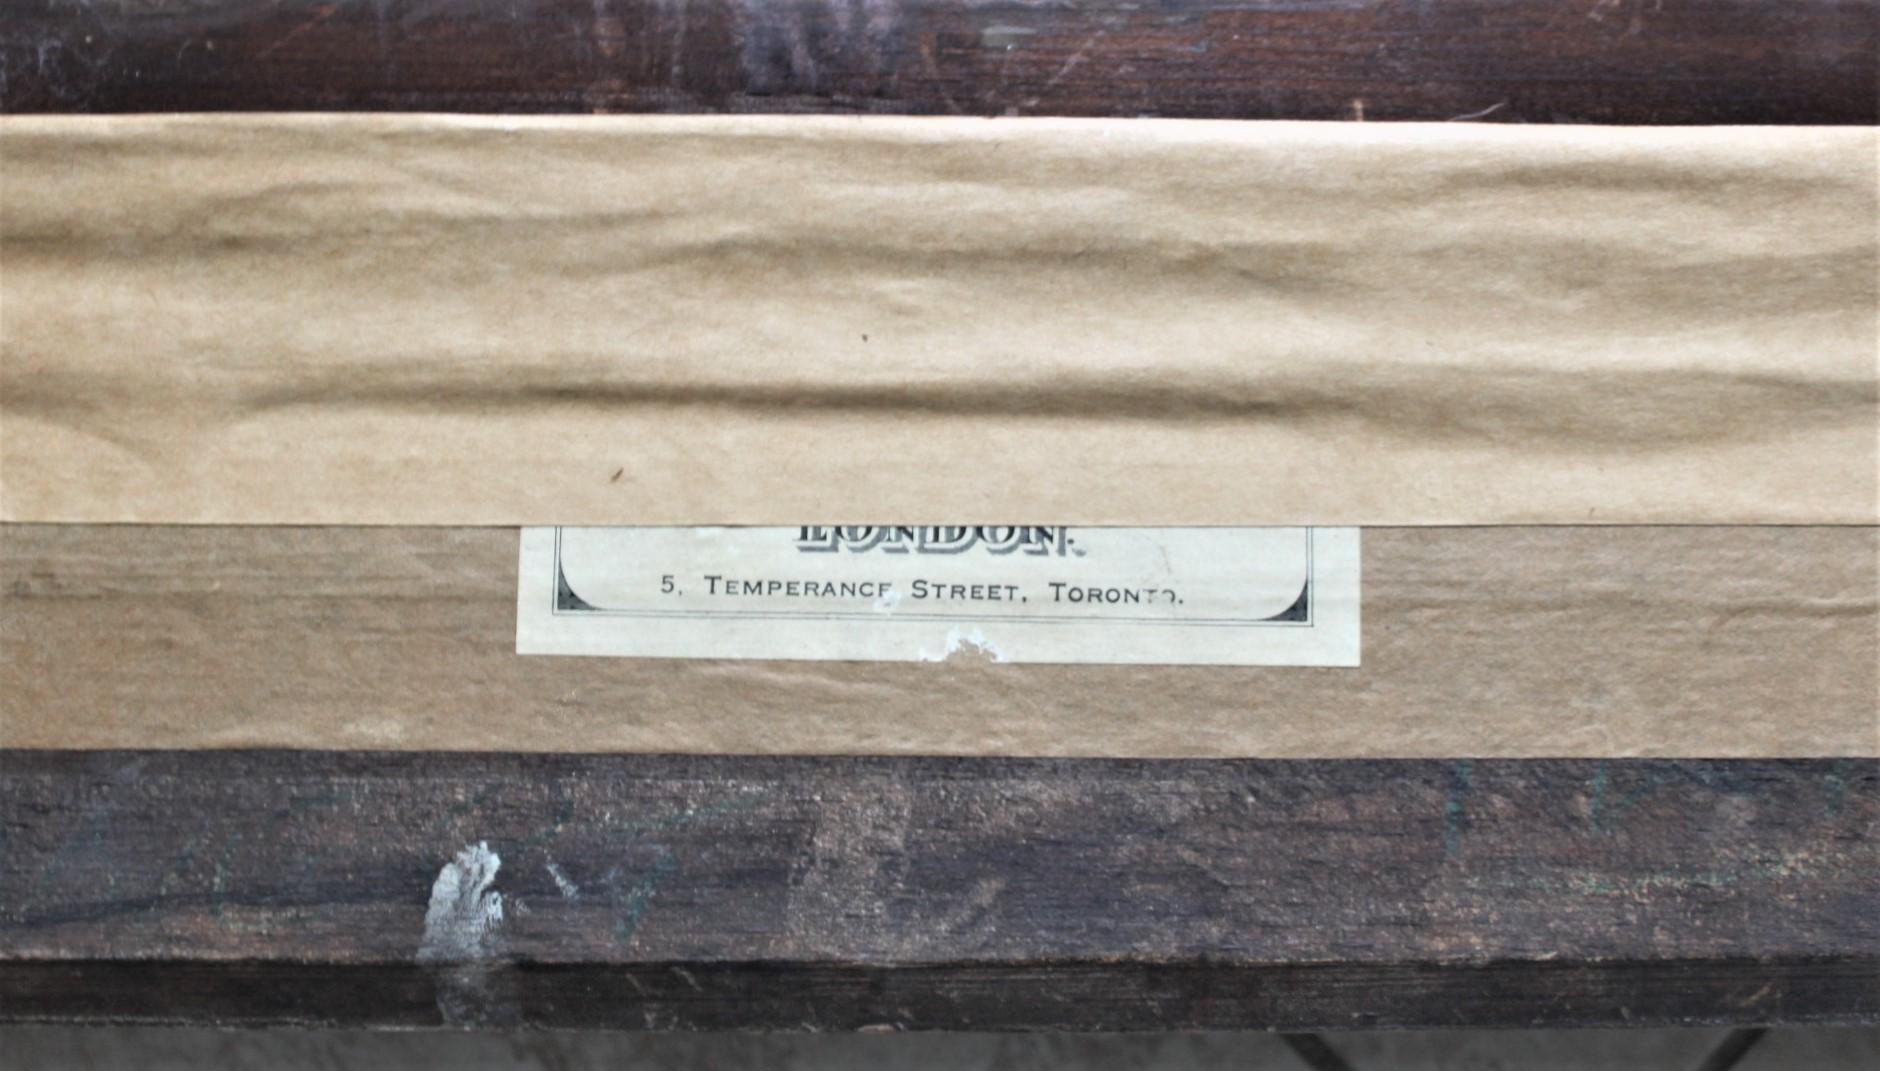 LONDON.
5, TEMPERANCE STREET, TORONTO.